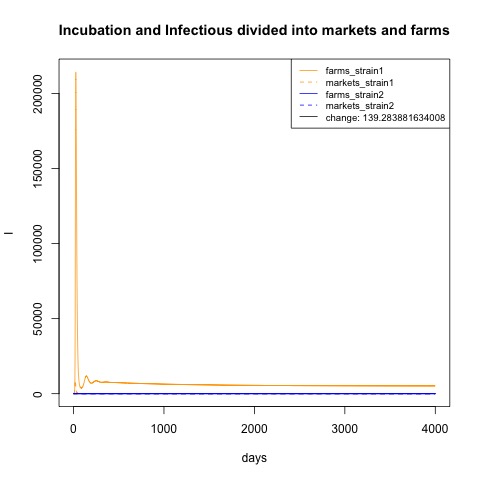 Incubation and Infectious divided into markets and farms
farms_strain1
markets_strain1
farms_strain2
markets_strain2
change: 139.283881634008
200000
150000
100000
50000
0
I
0 1000 2000 3000 4000
days